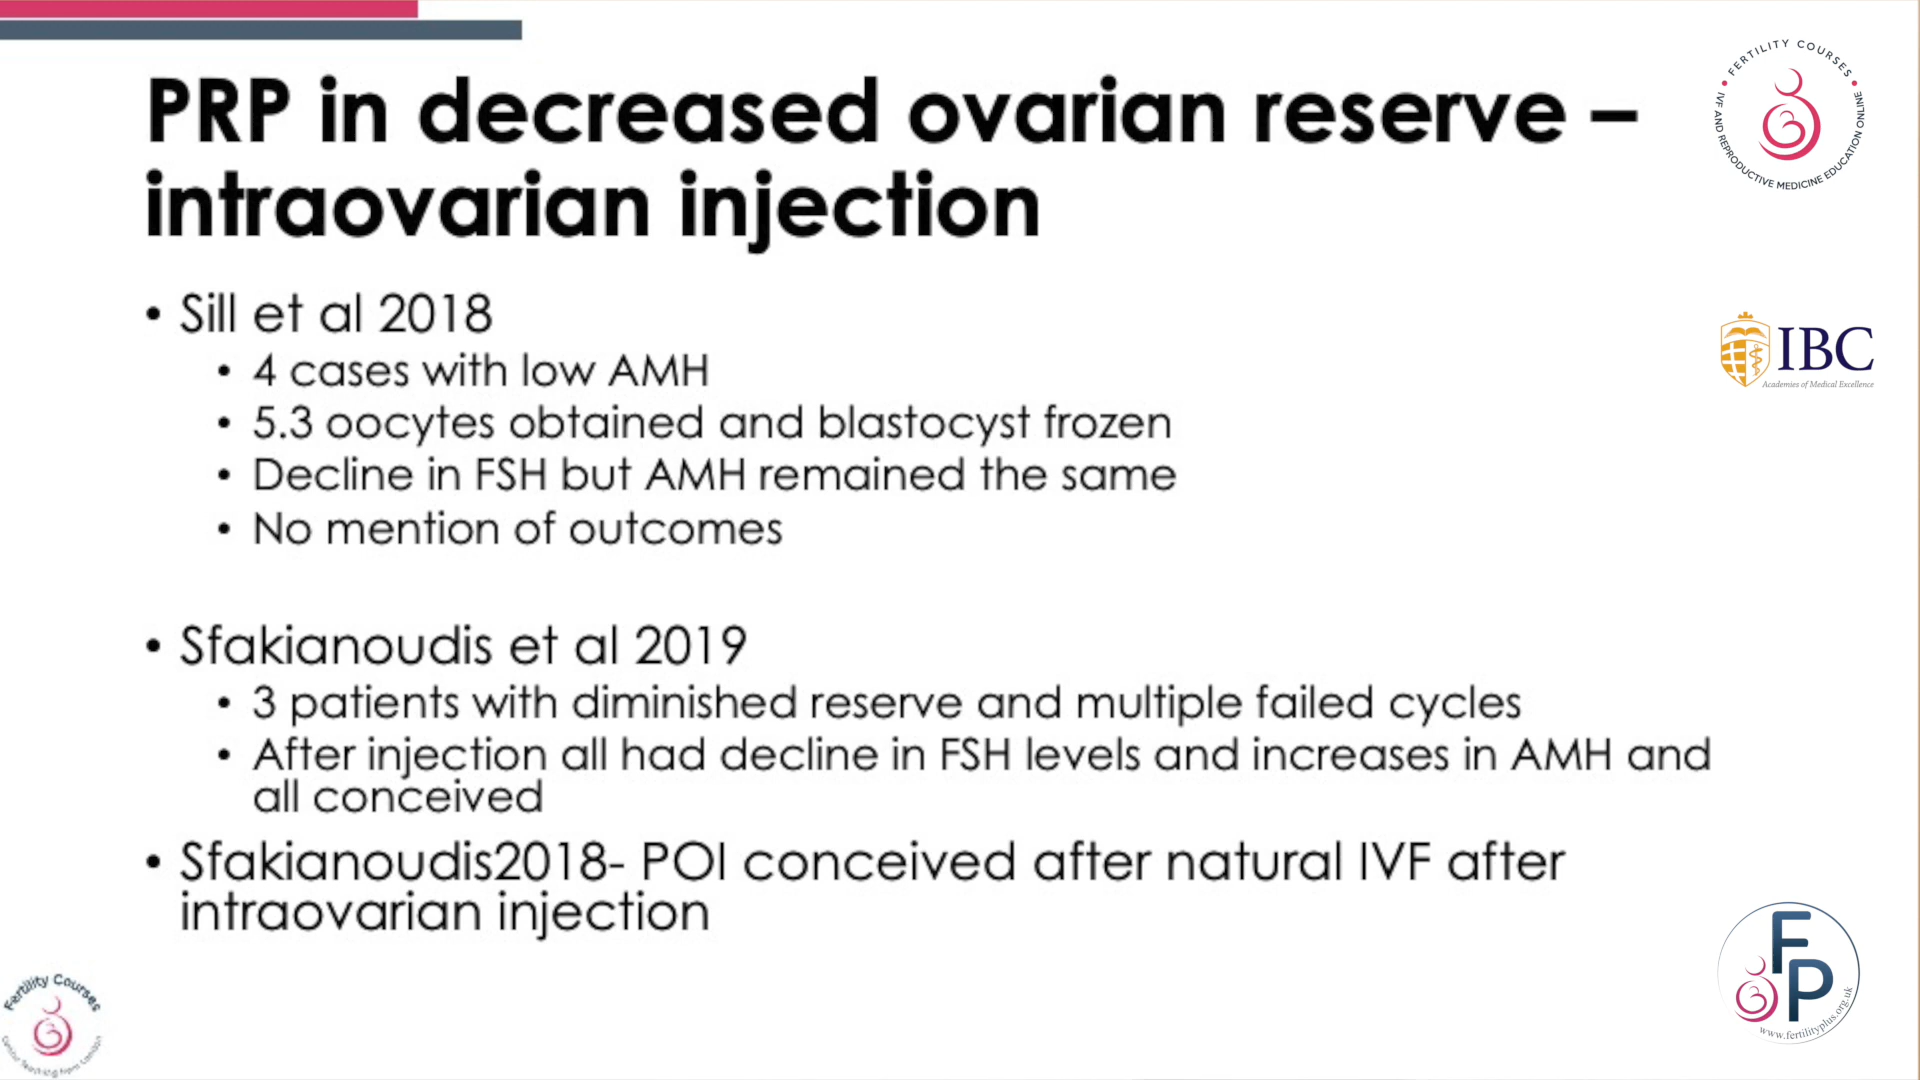 PRP in decreased ovarian reserve –
intraovarian injection
• Sill et al 2018
• 4 cases with low AMH
• 5.3 oocytes obtained and blastocyst frozen
• Decline in FSH but AMH remained the same
• No mention of outcomes
• Sfakianoudis et al 2019
• 3 patients with diminished reserve and multiple failed cycles
• After injection all had decline in FSH levels and increases in AMH and
all conceived
• Sfakianoudis2018- POI conceived after natural IVF after
intraovarian injection
FERTILITY COURSES
IVF AND REPRODUCTIVE MEDICINE EDUCATION ONLINE
IBC
Academies of Medical Excellence
FP
www.fertilityplus.org.uk
Fertility Courses